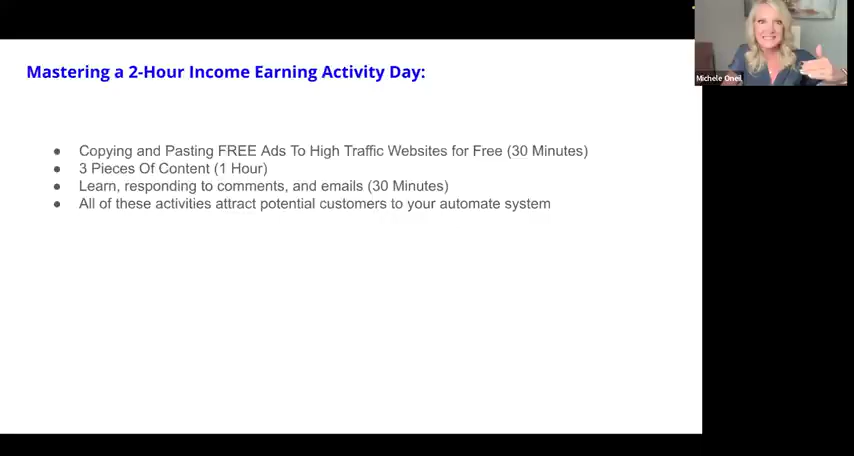 Mastering a 2-Hour Income Earning Activity Day:
Michele Oneil
● Copying and Pasting FREE Ads To High Traffic Websites for Free (30 Minutes)
● 3 Pieces Of Content (1 Hour)
● Learn, responding to comments, and emails (30 Minutes)
● All of these activities attract potential customers to your automate system